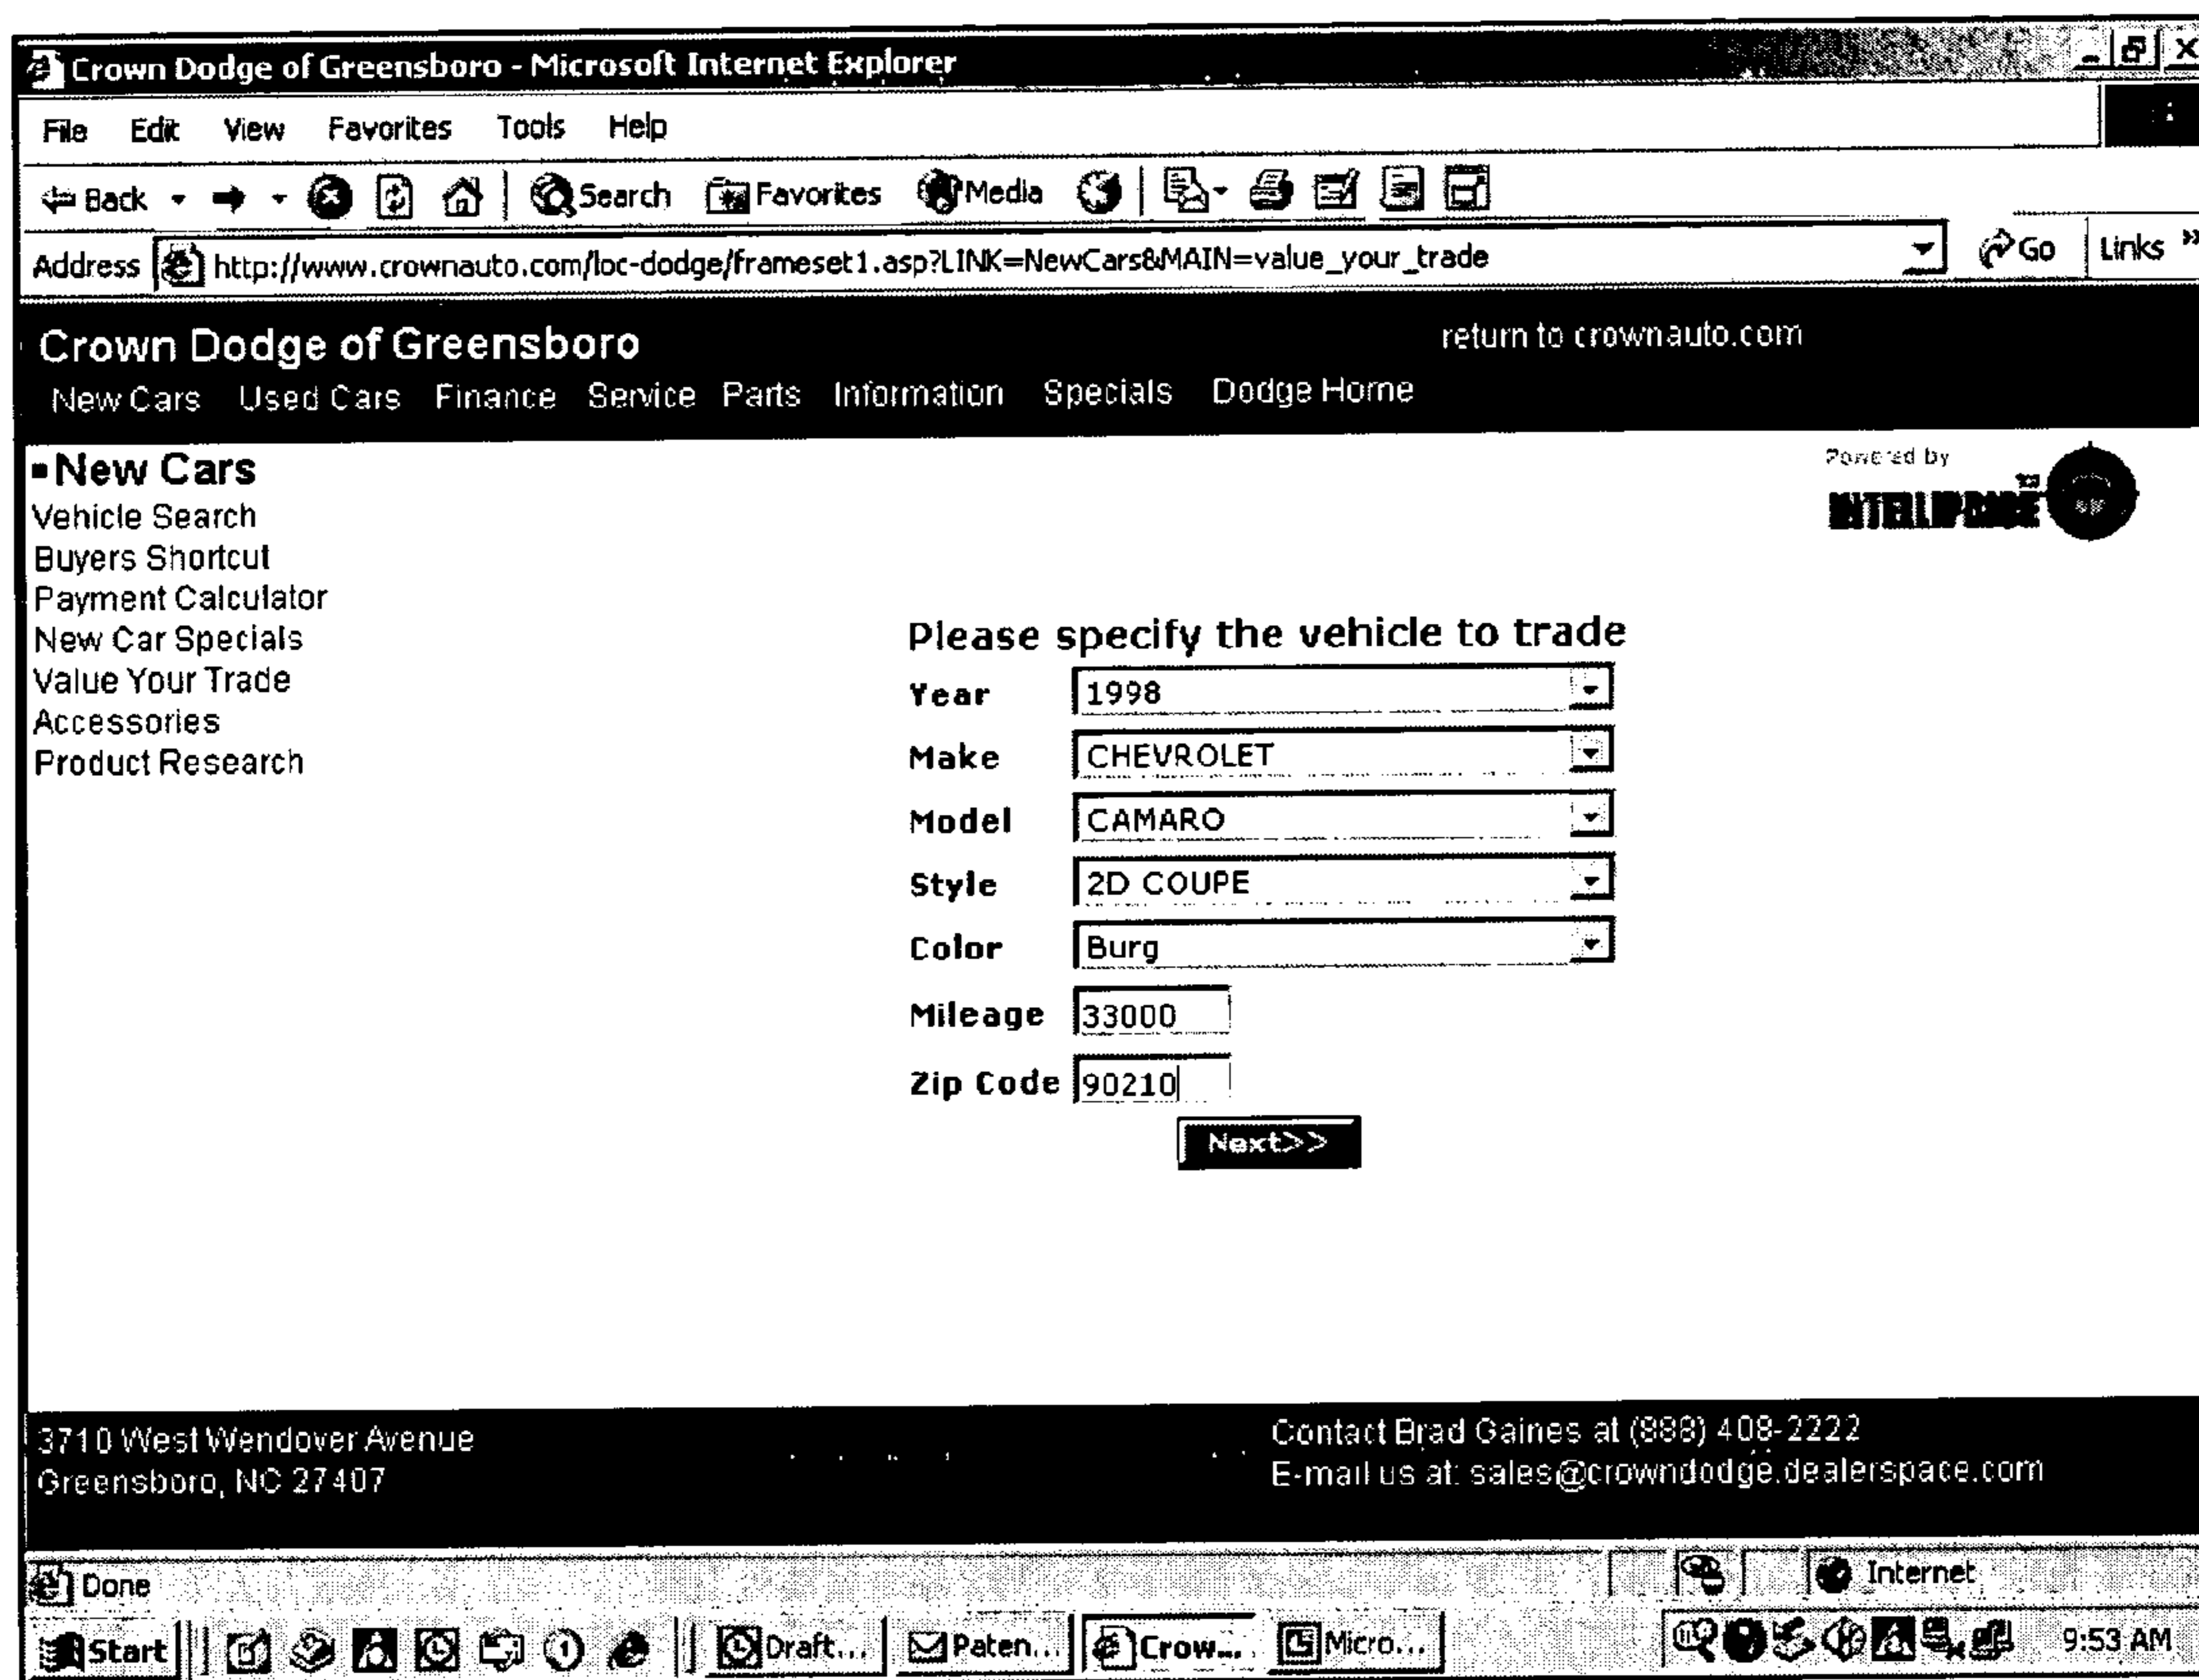 Crown Dodge of Greensboro - Microsoft Internet Explorer
File Edit View Favorites Tools Help
Back Search Favorites Media
Address http://www.crownauto.com/loc-dodge/frameset1.asp?LINK=NewCars&MAIN=value_your_trade Go Links »
Crown Dodge of Greensboro return to crownauto.com
New Cars Used Cars Finance Service Parts Information Specials Dodge Home
New Cars
Vehicle Search
Buyers Shortcut
Payment Calculator
New Car Specials
Value Your Trade
Accessories
Product Research
Powered by
Please specify the vehicle to trade
Year 1998
Make CHEVROLET
Model CAMARO
Style 2D COUPE
Color Burg
Mileage 33000
Zip Code 90210
Next>>
3710 West Wendover Avenue
Greensboro, NC 27407
Contact Brad Gaines at (888) 408-2222
E-mail us at: sales@crowndodge.dealerspace.com
Done Internet
Start Draft... Paten... Crow... Micro... 9:53 AM